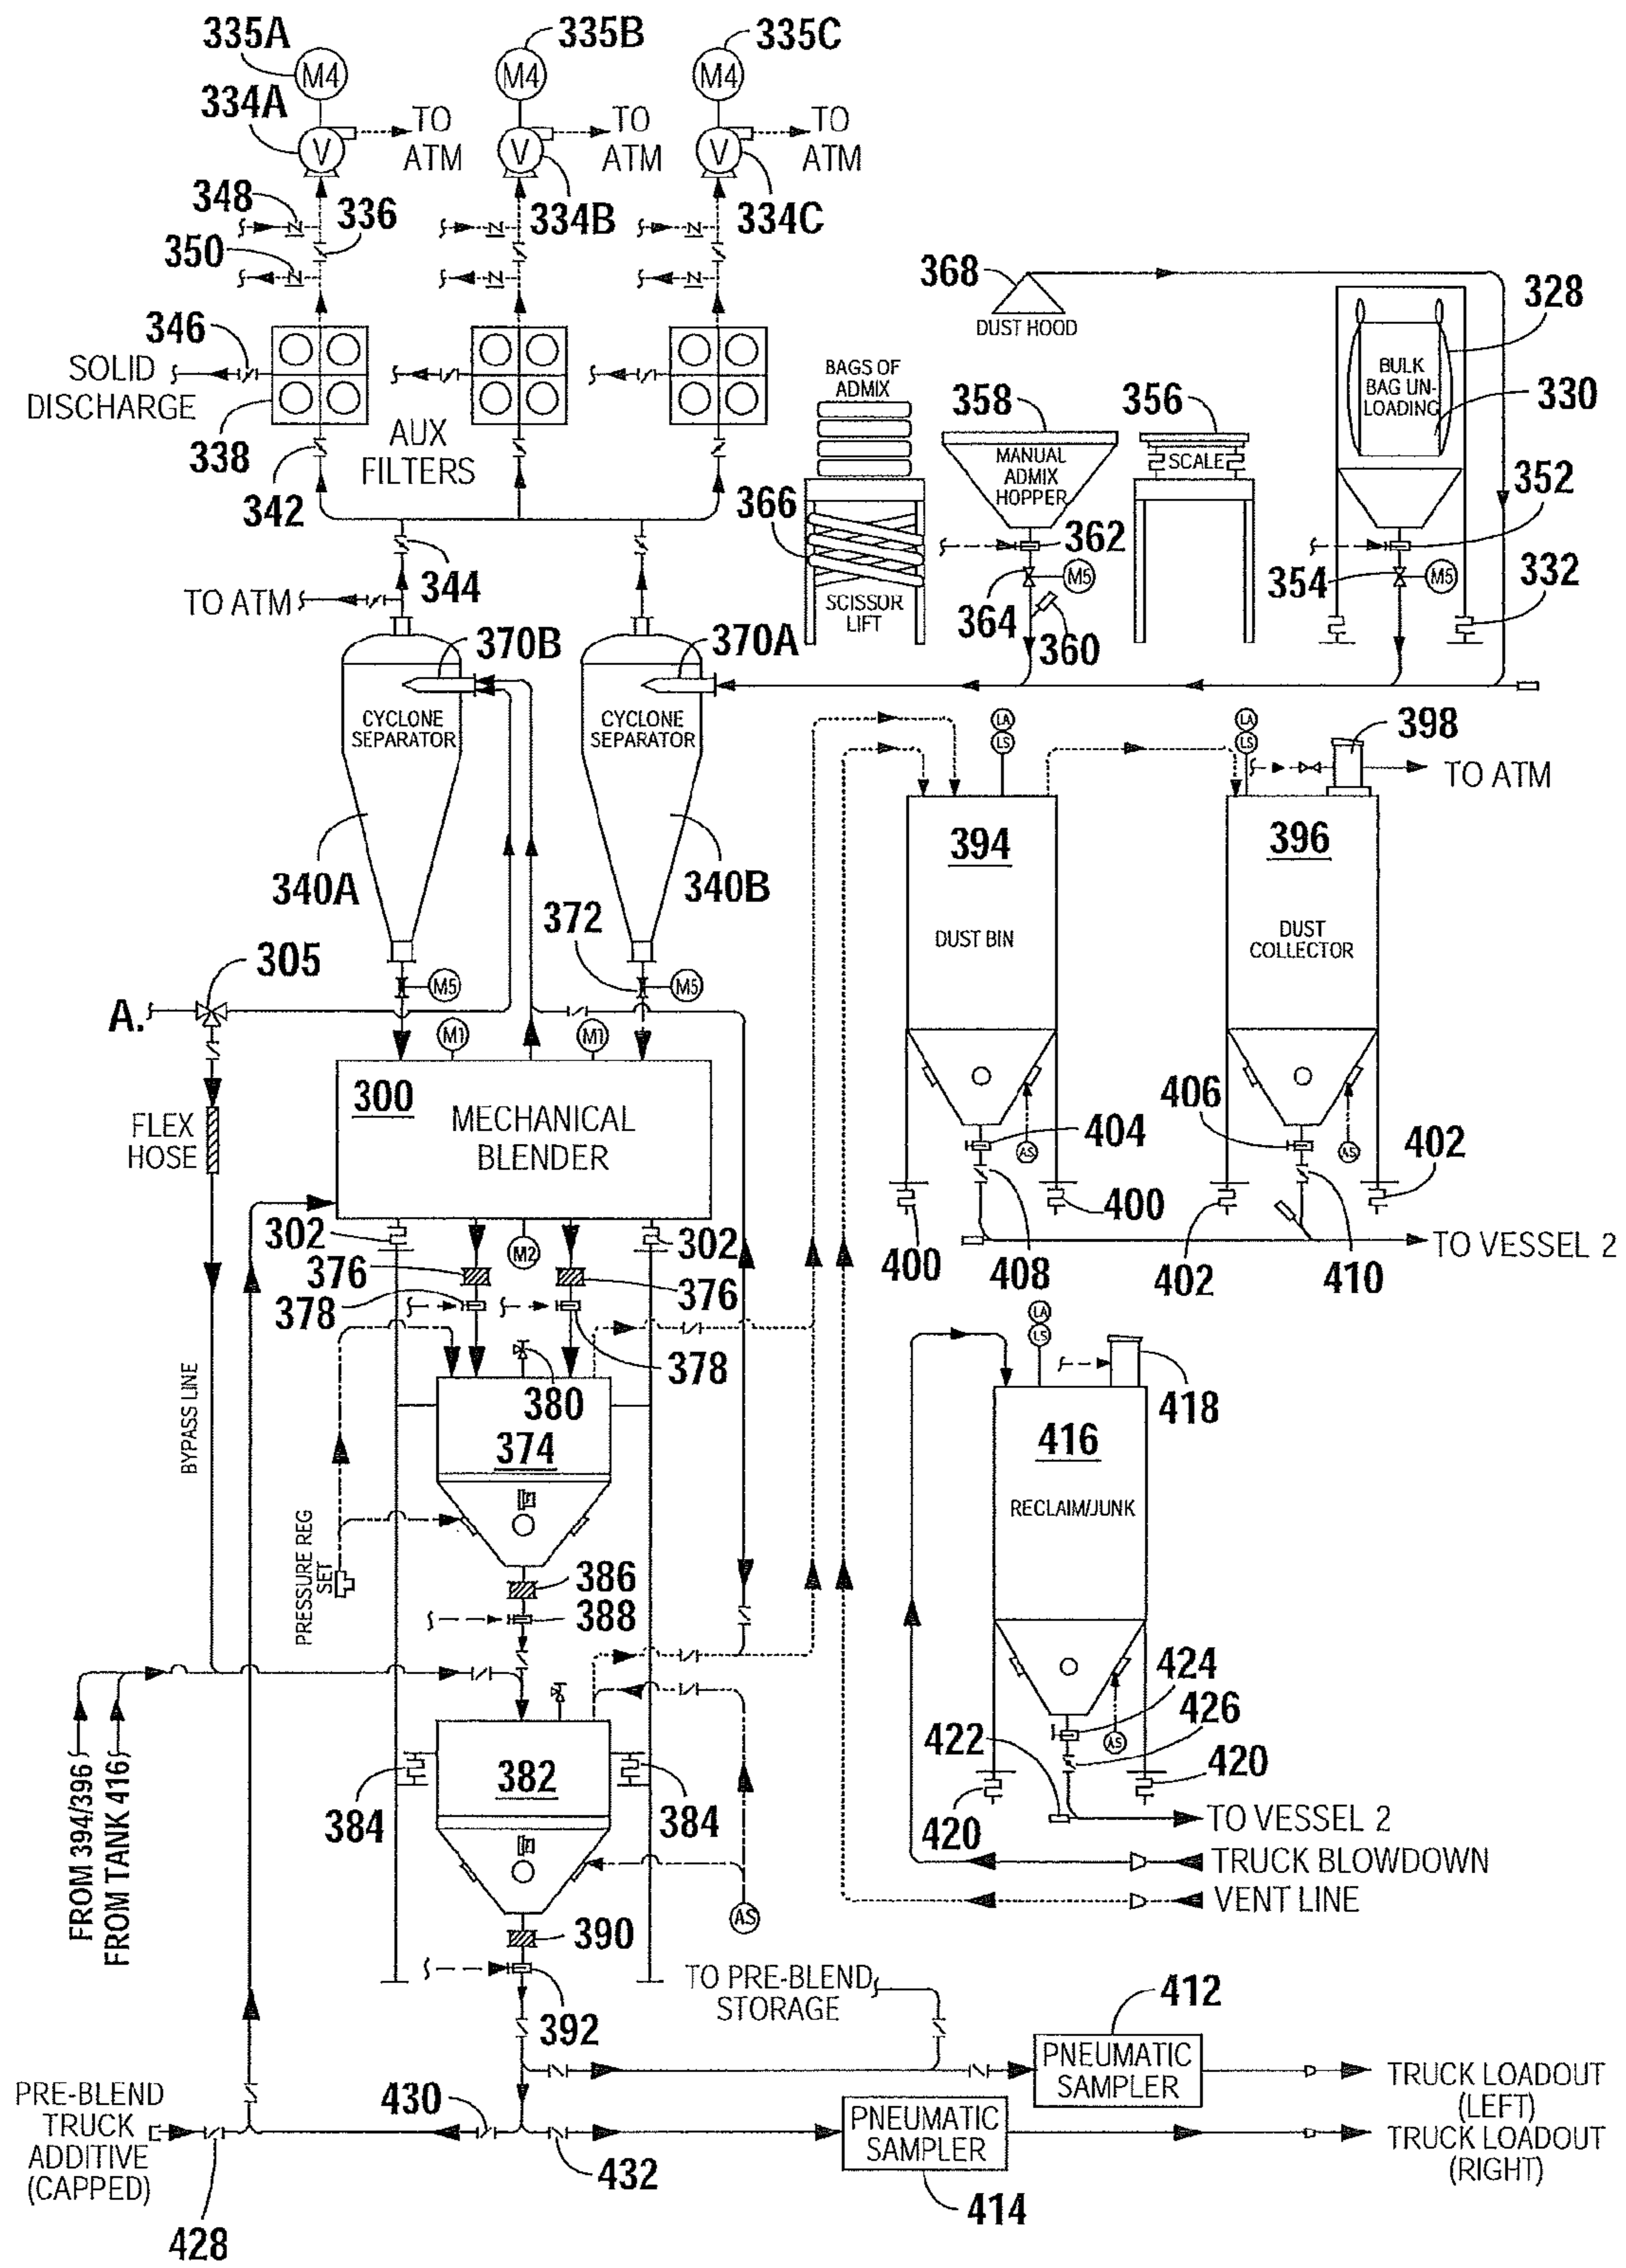 335A
M4
335B
M4
335C
M4
334A
V
TO
ATM
334B
V
TO
ATM
334C
V
TO
ATM
348
336
350
346
SOLID
DISCHARGE
338
342
AUX
FILTERS
344
TO ATM
368
DUST HOOD
328
BULK
BAG UN-
LOADING
330
BAGS OF
ADMIX
358
MANUAL
ADMIX
HOPPER
356
SCALE
366
SCISSOR
LIFT
362
364
M5
360
352
354
M5
332
370B
370A
CYCLONE
SEPARATOR
CYCLONE
SEPARATOR
340A
340B
372
M5
M5
305
A.
M1
M1
FLEX
HOSE
300
MECHANICAL
BLENDER
302
302
M2
376
376
378
378
380
374
BYPASS LINE
PRESSURE REG
SET
386
388
382
384
384
AS
FROM 394/396
FROM TANK 416
390
392
LA
LS
394
DUST BIN
LA
LS
398
TO ATM
396
DUST
COLLECTOR
404
AS
400
400
408
406
AS
402
402
410
TO VESSEL 2
LA
LS
418
416
RECLAIM/JUNK
424
426
422
AS
420
420
TO VESSEL 2
TRUCK BLOWDOWN
VENT LINE
TO PRE-BLEND
STORAGE
412
PNEUMATIC
SAMPLER
TRUCK LOADOUT
(LEFT)
PRE-BLEND
TRUCK
ADDITIVE
(CAPPED)
428
430
432
PNEUMATIC
SAMPLER
414
TRUCK LOADOUT
(RIGHT)